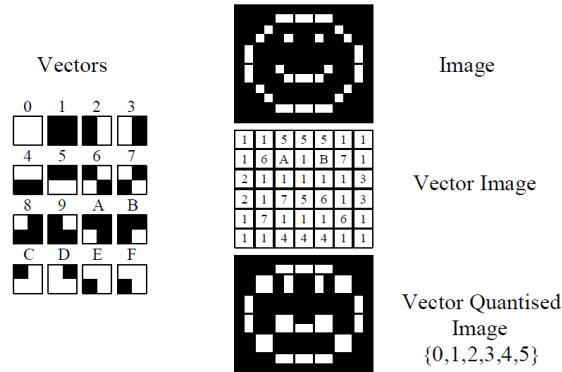 Vectors
Image
0 1 2 3
4 5 6 7
8 9 A B
C D E F
1 1 5 5 5 1 1
1 6 A 1 B 7 1
2 1 1 1 1 1 3
2 1 7 5 6 1 3
1 7 1 1 1 6 1
1 1 4 4 4 1 1
Vector Image
Vector Quantised
Image
{0,1,2,3,4,5}